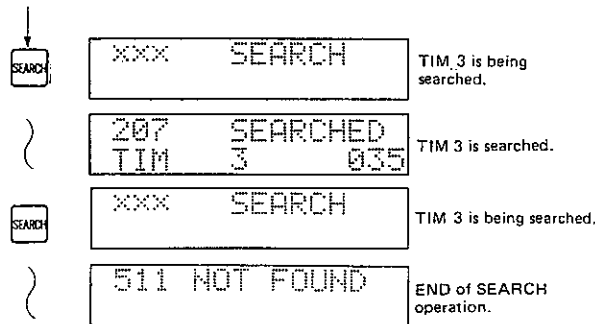 SEARCH
XXX SEARCH
TIM 3 is being
searched.
207 SEARCHED
TIM 3 035
TIM 3 is searched.
SEARCH
XXX SEARCH
TIM 3 is being searched.
511 NOT FOUND
END of SEARCH
operation.